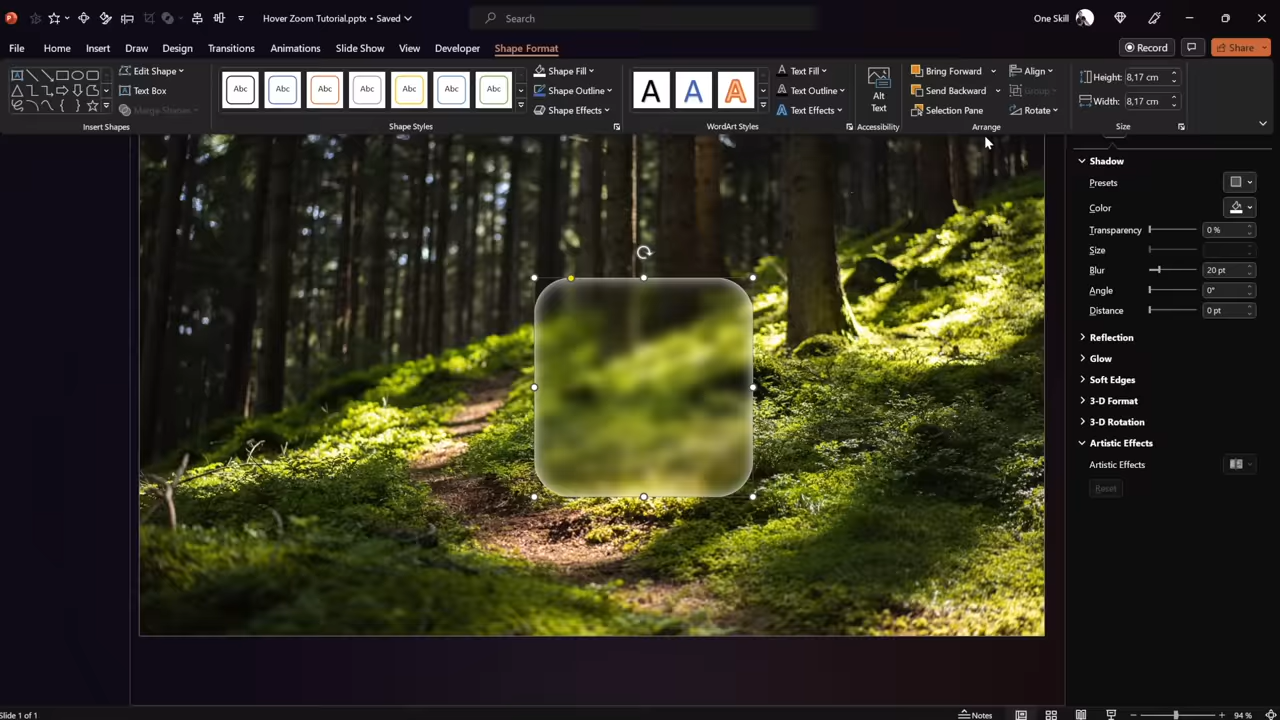 Hover Zoom Tutorial.pptx • Saved
Search
One Skill
File Home Insert Draw Design Transitions Animations Slide Show View Developer Shape Format
Record
Share
Edit Shape
Text Box
Merge Shapes
Insert Shapes
Abc Abc Abc Abc Abc Abc Abc
Shape Fill
Shape Outline
Shape Effects
Shape Styles
A A A
Text Fill
Text Outline
Text Effects
WordArt Styles
Alt
Text
Accessibility
Bring Forward
Send Backward
Selection Pane
Align
Group
Rotate
Arrange
Height: 8,17 cm
Width: 8,17 cm
Size
Shadow
Presets
Color
Transparency 0 %
Size
Blur 20 pt
Angle 0°
Distance 0 pt
Reflection
Glow
Soft Edges
3-D Format
3-D Rotation
Artistic Effects
Artistic Effects
Reset
Slide 1 of 1
Notes
94 %